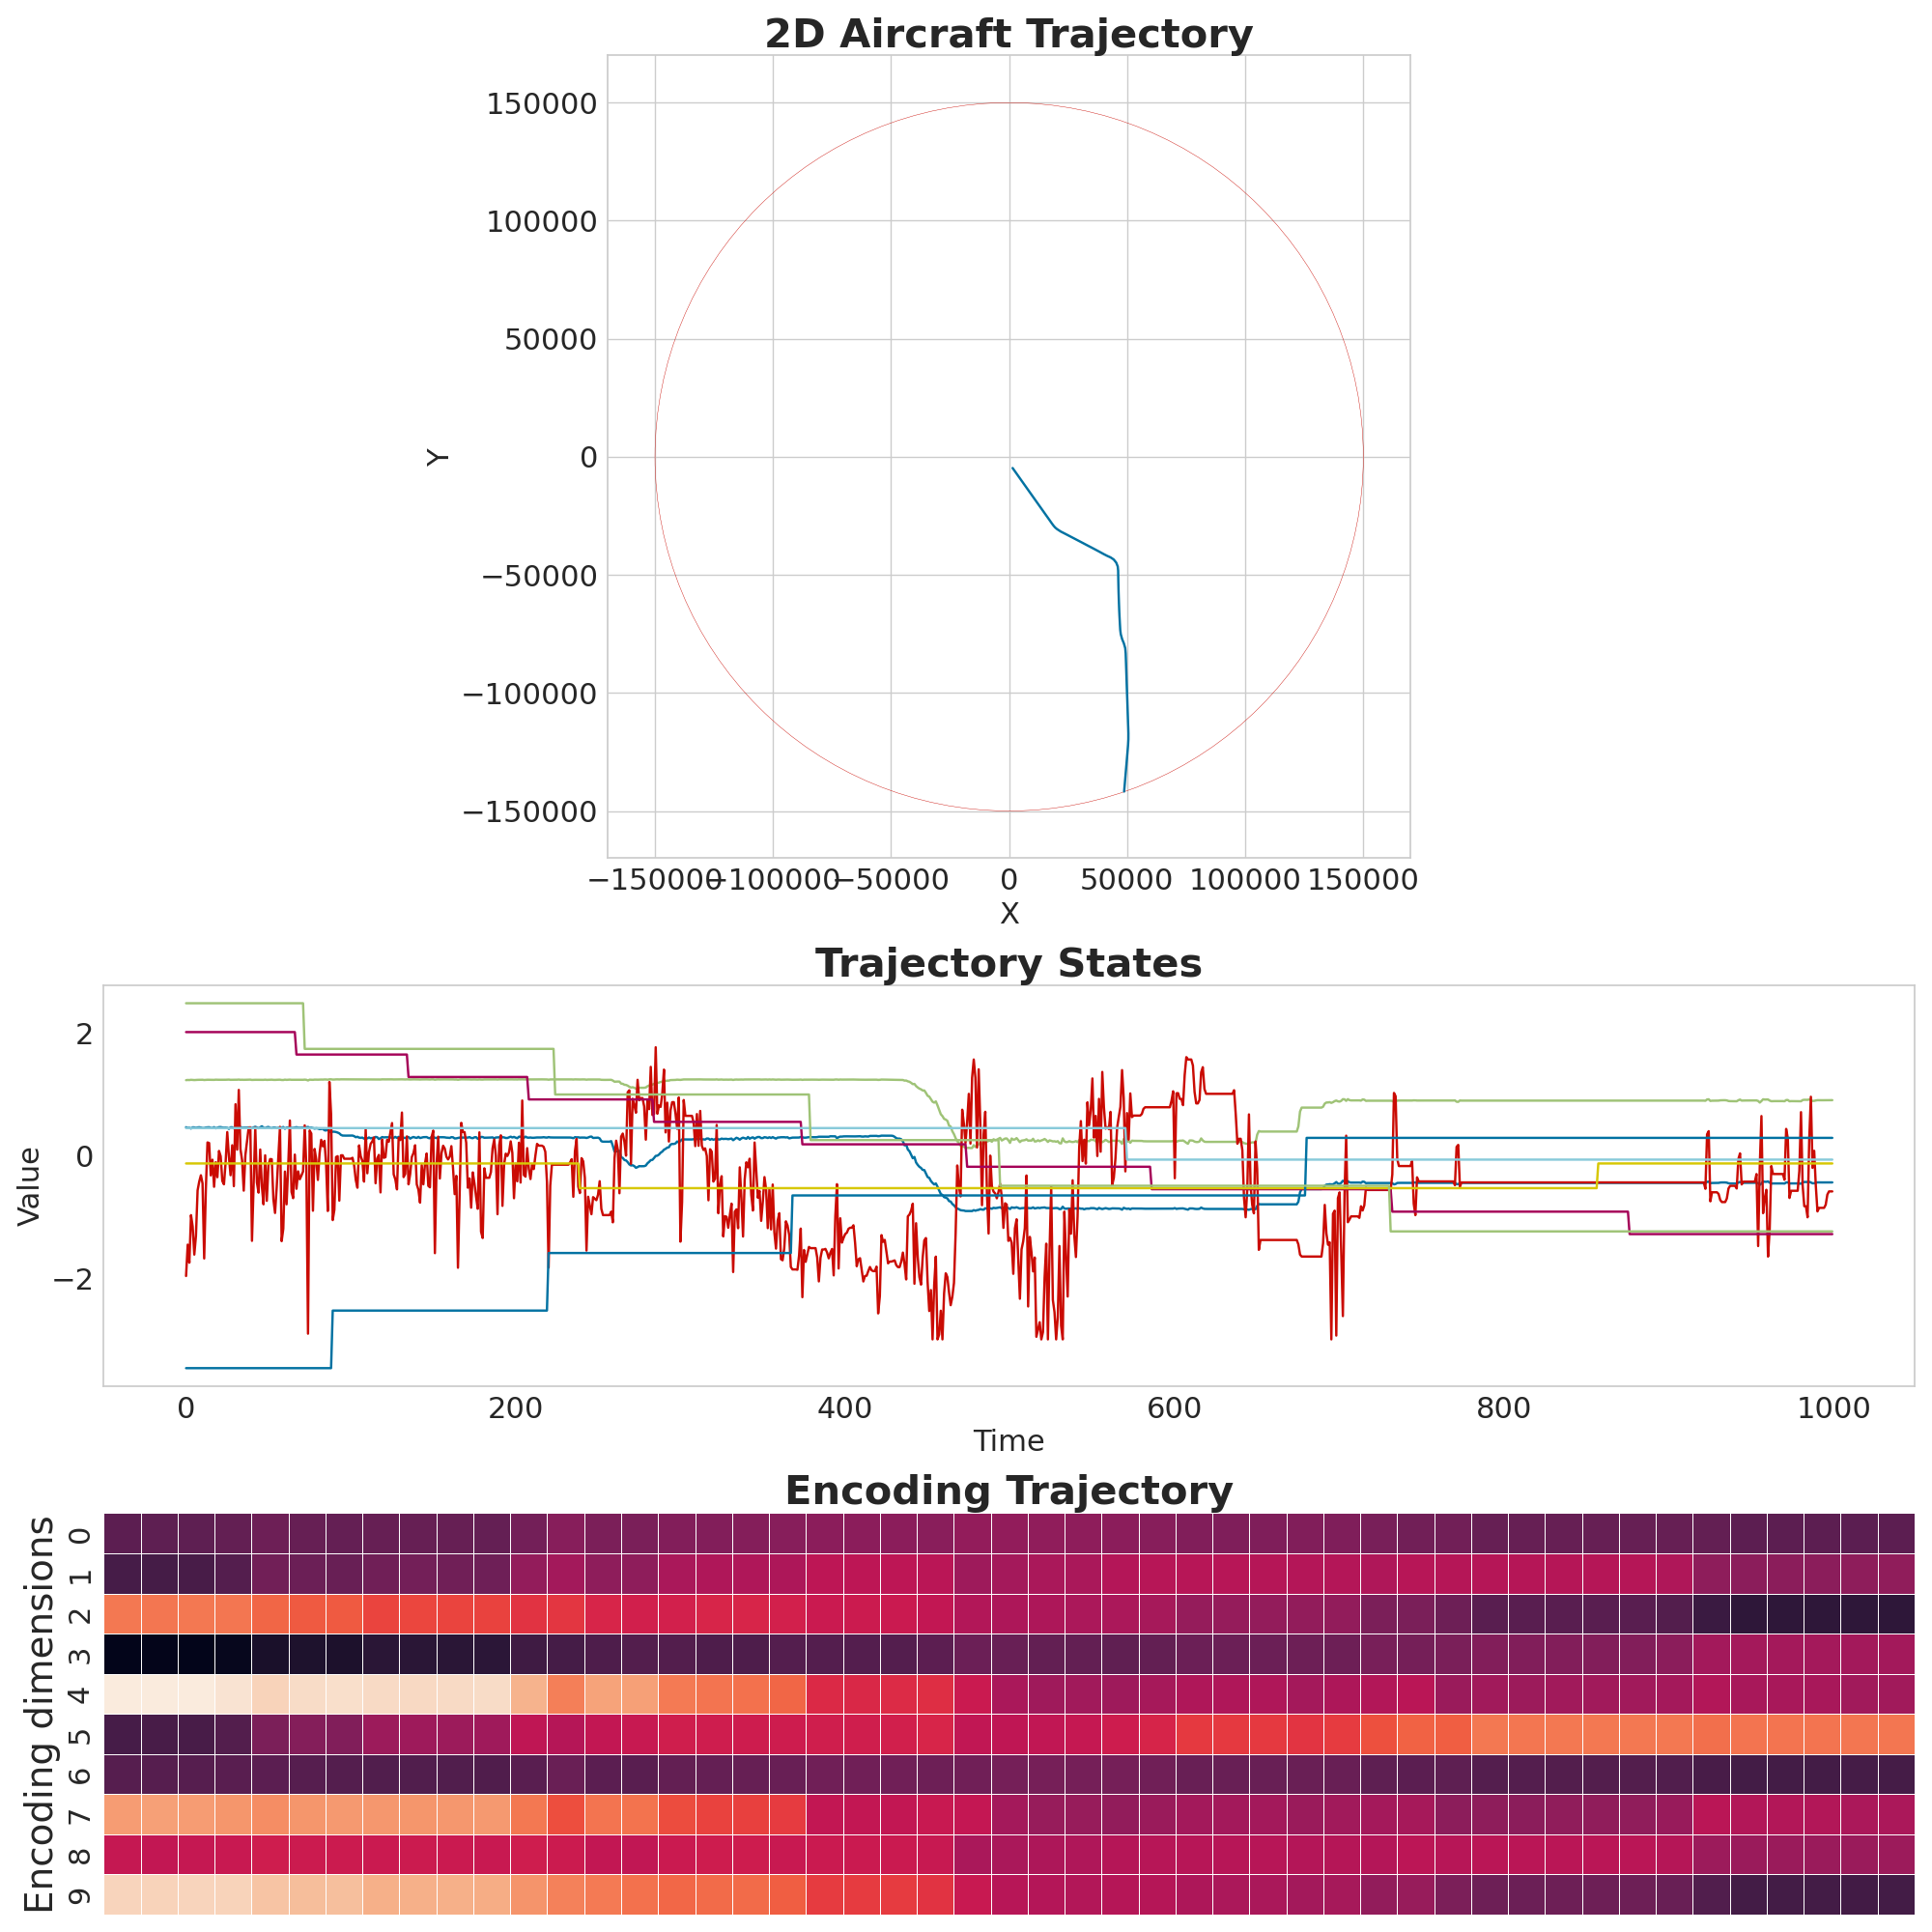 2D Aircraft Trajectory
150000
100000
50000
0
−50000
−100000
−150000
Y
−150000 −100000 −50000 0 50000 100000 150000
X
Trajectory States
2
0
−2
Value
0 200 400 600 800 1000
Time
Encoding Trajectory
Encoding dimensions
0
1
2
3
4
5
6
7
8
9